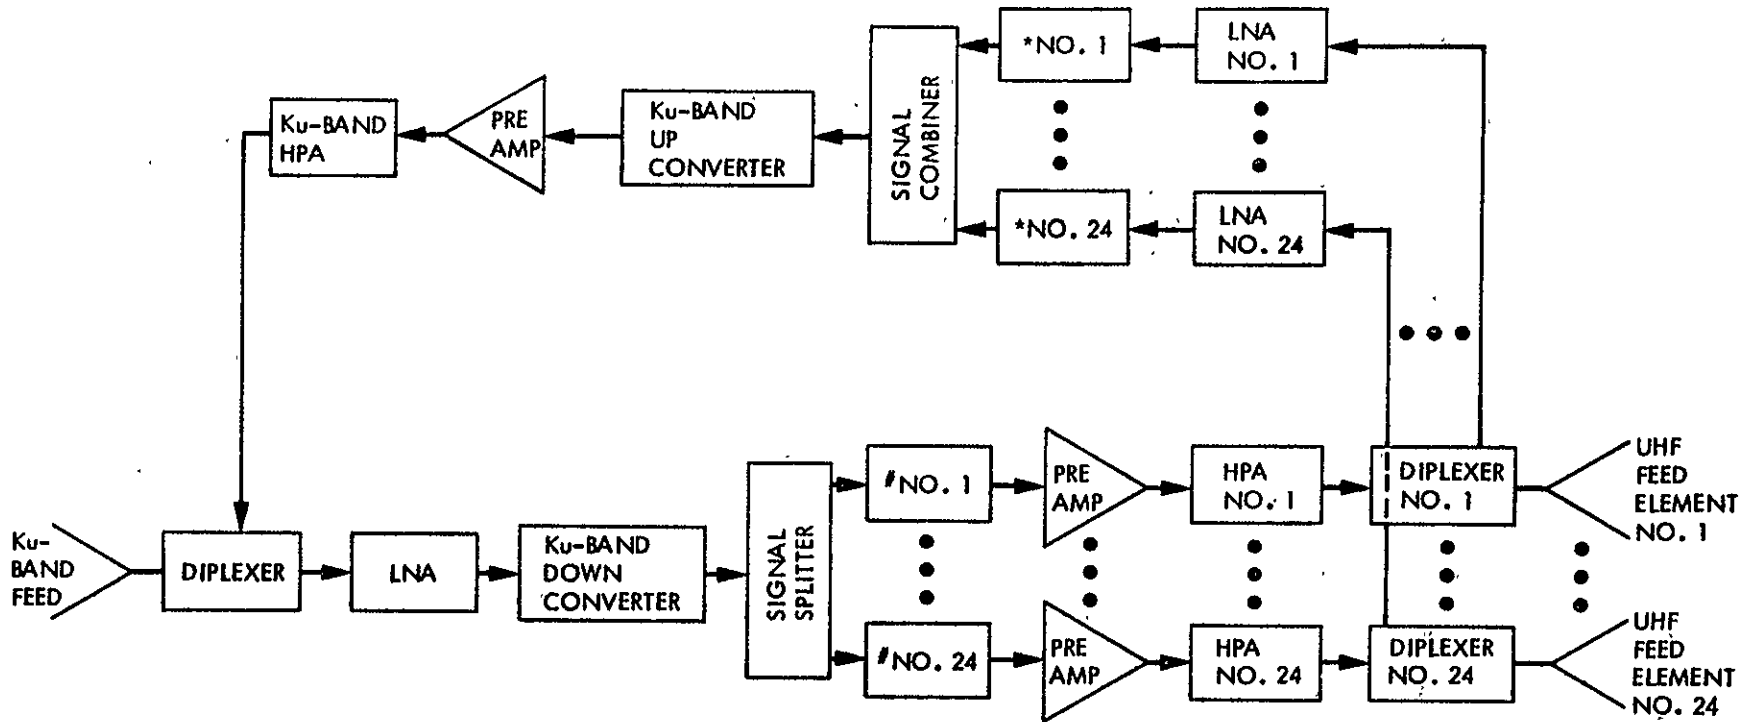 *NO. 1
LNA
NO. 1
SIGNAL
COMBINER
Ku-BAND
HPA
PRE
AMP
Ku-BAND
UP
CONVERTER
*NO. 24
LNA
NO. 24
Ku-
BAND
FEED
DIPLEXER
LNA
Ku-BAND
DOWN
CONVERTER
SIGNAL
SPLITTER
#NO. 1
PRE
AMP
HPA
NO. 1
DIPLEXER
NO. 1
UHF
FEED
ELEMENT
NO. 1
#NO. 24
PRE
AMP
HPA
NO. 24
DIPLEXER
NO. 24
UHF
FEED
ELEMENT
NO. 24